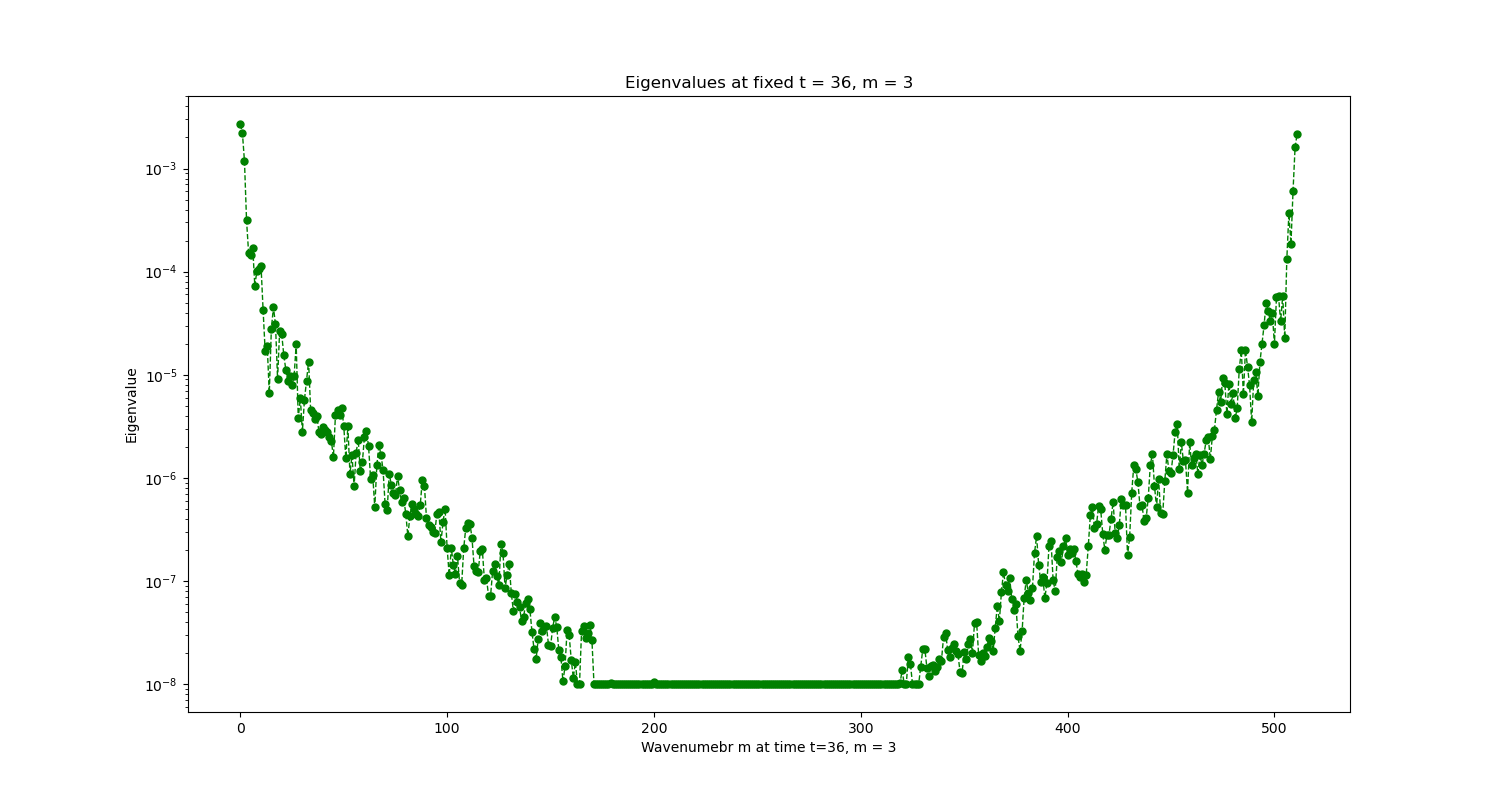 Eigenvalues at fixed t = 36, m = 3
Eigenvalue
10⁻³
10⁻⁴
10⁻⁵
10⁻⁶
10⁻⁷
10⁻⁸
0 100 200 300 400 500
Wavenumebr m at time t=36, m = 3